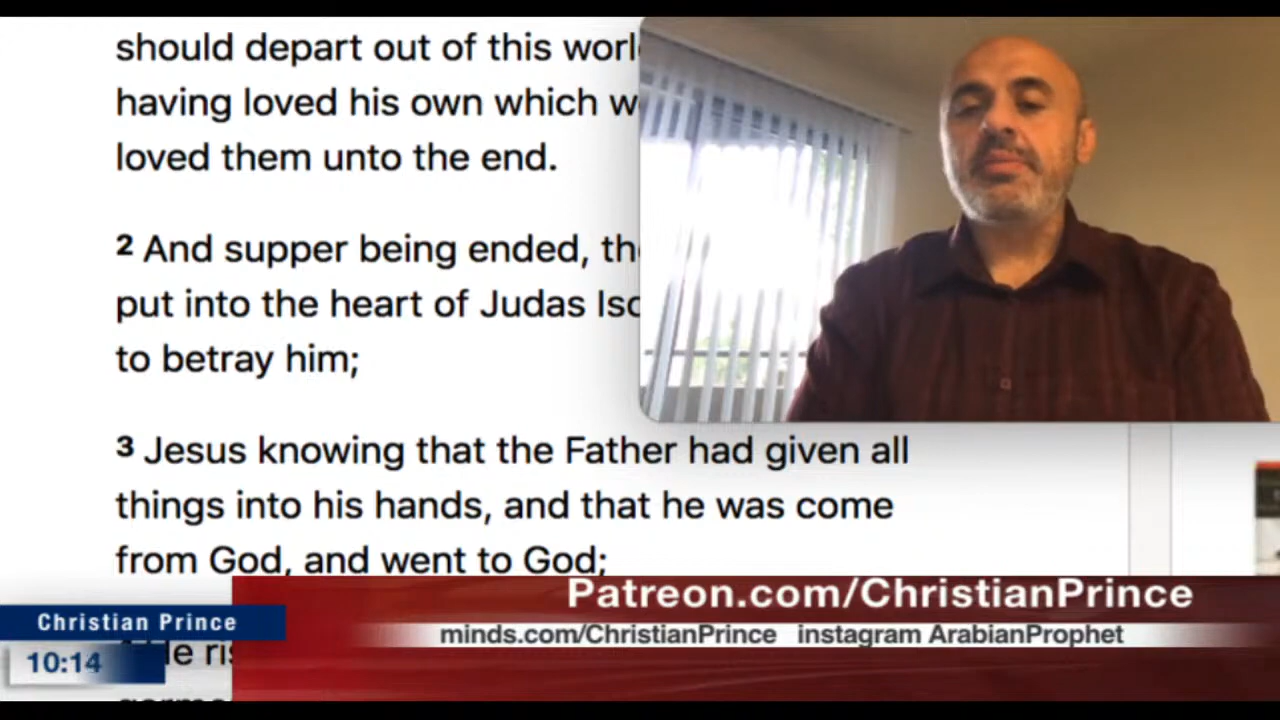 should depart out of this
having loved his own which
loved them unto the end.
2 And supper being ended,
put into the heart of Judas
to betray him;
3 Jesus knowing that the Father had given all
things into his hands, and that he was come
from God, and went to God;
Patreon.com/ChristianPrince
Christian Prince
minds.com/ChristianPrince instagram ArabianProphet
10:14